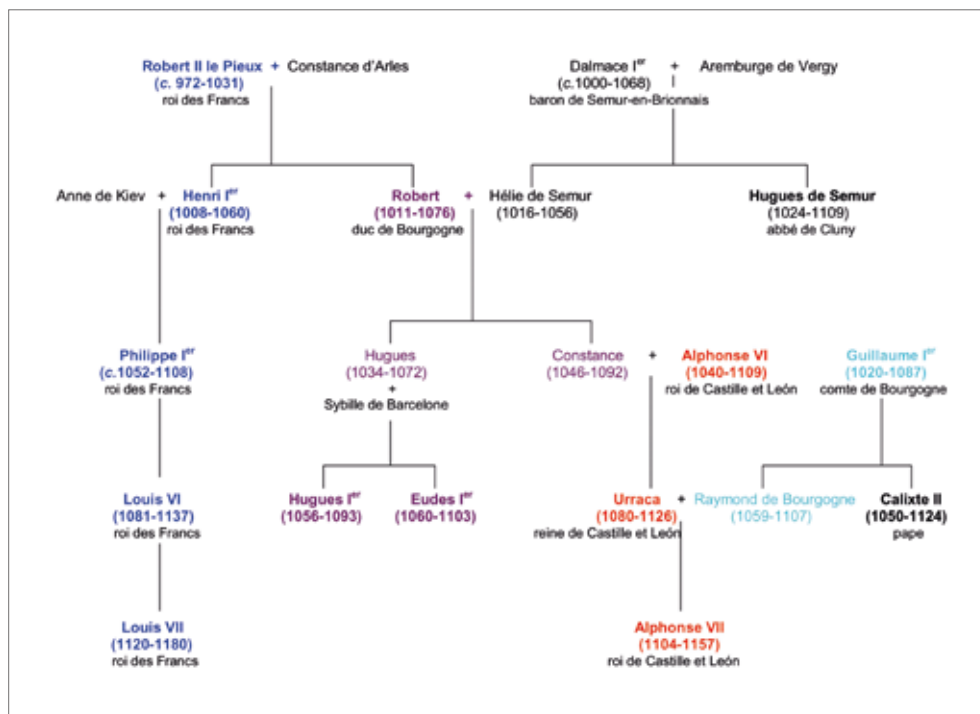 Robert II le Pieux + Constance d'Arles
(c. 972-1031)
roi des Francs
Dalmace Ier + Aremburge de Vergy
(c.1000-1068)
baron de Semur-en-Brionnais
Anne de Kiev + Henri Ier
(1008-1060)
roi des Francs
Robert +
(1011-1076)
duc de Bourgogne
Hélie de Semur
(1016-1056)
Hugues de Semur
(1024-1109)
abbé de Cluny
Philippe Ier
(c.1052-1108)
roi des Francs
Hugues
(1034-1072)
+
Sybille de Barcelone
Constance +
(1046-1092)
Alphonse VI
(1040-1109)
roi de Castille et León
Guillaume Ier
(1020-1087)
comte de Bourgogne
Louis VI
(1081-1137)
roi des Francs
Hugues Ier
(1056-1093)
Eudes Ier
(1060-1103)
Urraca +
(1080-1126)
reine de Castille et León
Raymond de Bourgogne
(1059-1107)
Calixte II
(1050-1124)
pape
Louis VII
(1120-1180)
roi des Francs
Alphonse VII
(1104-1157)
roi de Castille et León